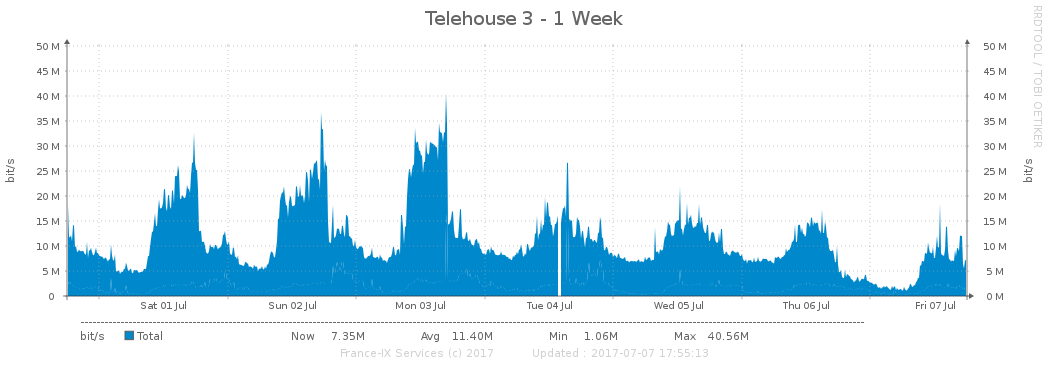 Telehouse 3 - 1 Week
RRDTOOL / TOBI OETIKER
bit/s
50 M 50 M
45 M 45 M
40 M 40 M
35 M 35 M
30 M 30 M
25 M 25 M
20 M 20 M
15 M 15 M
10 M 10 M
5 M 5 M
0 0 M
bit/s
Sat 01 Jul Sun 02 Jul Mon 03 Jul Tue 04 Jul Wed 05 Jul Thu 06 Jul Fri 07 Jul
bit/s Total Now 7.35M Avg 11.40M Min 1.06M Max 40.56M
France-IX Services (c) 2017 Updated : 2017-07-07 17:55:13